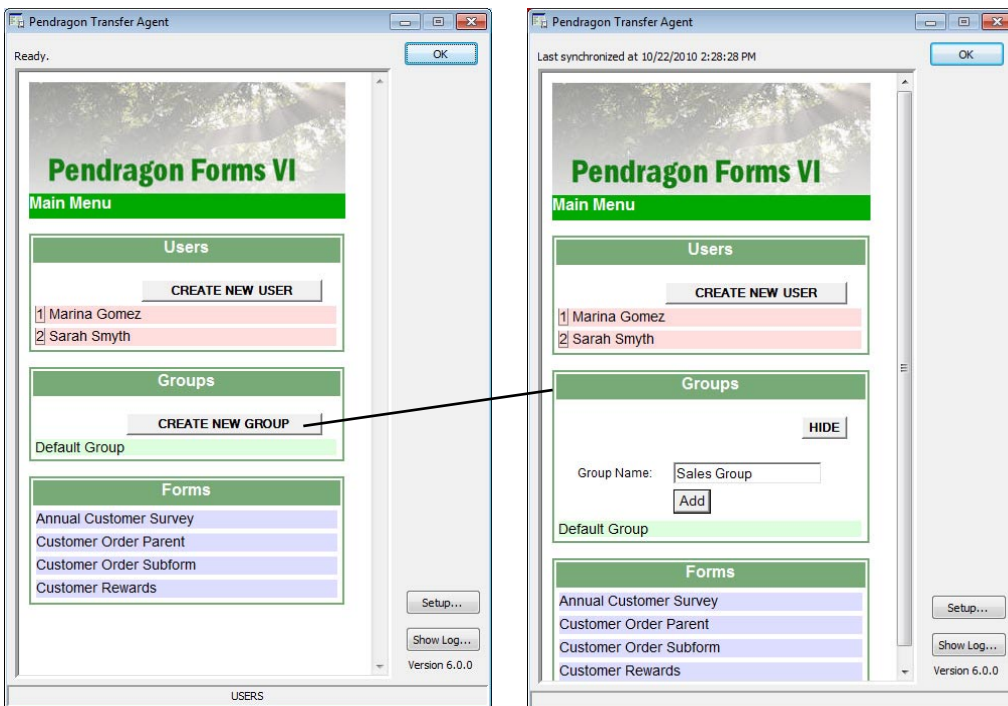 Pendragon Transfer Agent
Ready.
OK
Pendragon Forms VI
Main Menu
Users
CREATE NEW USER
1 Marina Gomez
2 Sarah Smyth
Groups
CREATE NEW GROUP
Default Group
Forms
Annual Customer Survey
Customer Order Parent
Customer Order Subform
Customer Rewards
Setup...
Show Log...
Version 6.0.0
USERS
Pendragon Transfer Agent
Last synchronized at 10/22/2010 2:28:28 PM
OK
Pendragon Forms VI
Main Menu
Users
CREATE NEW USER
1 Marina Gomez
2 Sarah Smyth
Groups
HIDE
Group Name: Sales Group
Add
Default Group
Forms
Annual Customer Survey
Customer Order Parent
Customer Order Subform
Customer Rewards
Setup...
Show Log...
Version 6.0.0